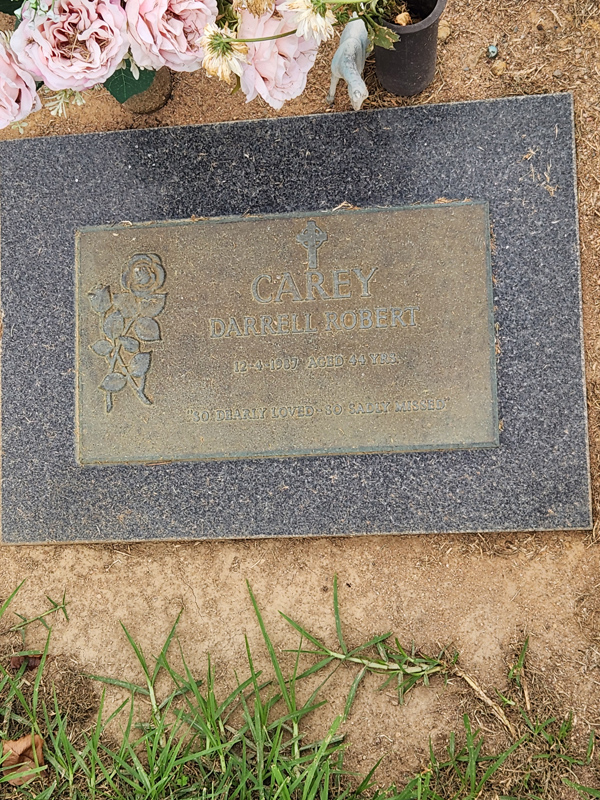 CAREY
DARRELL ROBERT
12-4-1987 AGED 44 YRS.
"SO DEARLY LOVED - SO SADLY MISSED"